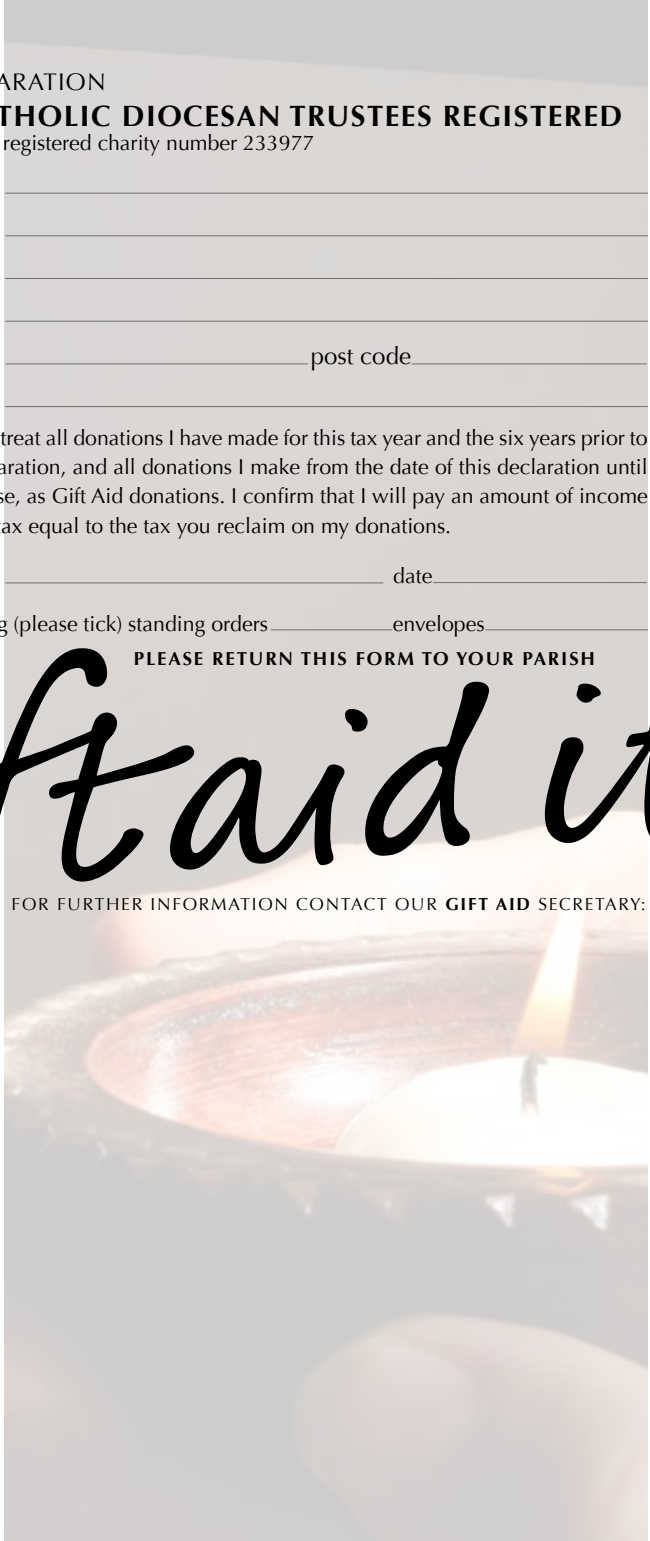 ARATION
THOLIC DIOCESAN TRUSTEES REGISTERED
registered charity number 233977
post code
treat all donations I have made for this tax year and the six years prior to
aration, and all donations I make from the date of this declaration until
se, as Gift Aid donations. I confirm that I will pay an amount of income
tax equal to the tax you reclaim on my donations.
date
g (please tick) standing orders envelopes
PLEASE RETURN THIS FORM TO YOUR PARISH
ftaid it
FOR FURTHER INFORMATION CONTACT OUR GIFT AID SECRETARY: